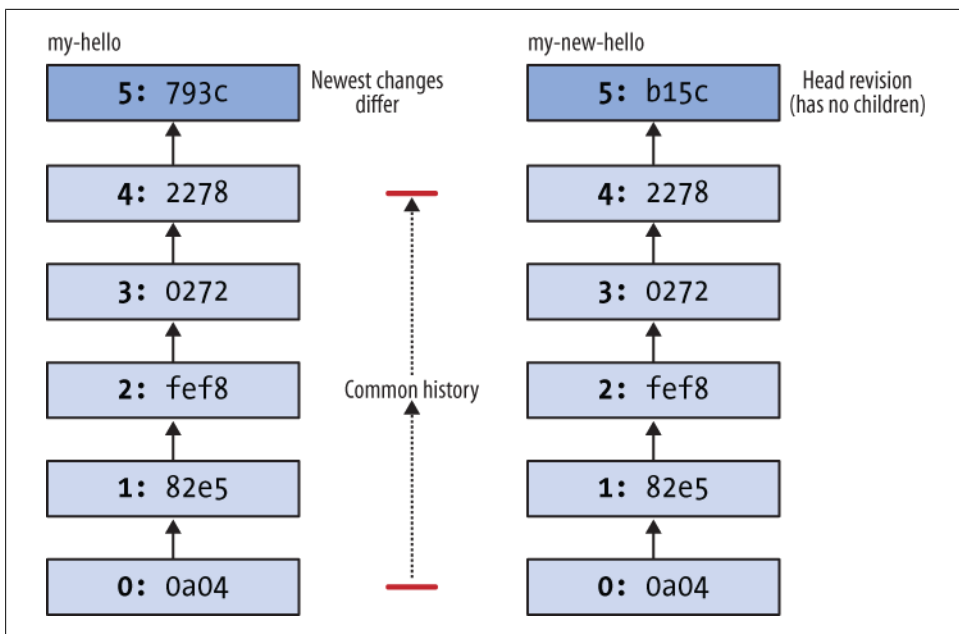 my-hello
5: 793c
Newest changes
differ
4: 2278
3: 0272
2: fef8
1: 82e5
0: 0a04
Common history
my-new-hello
5: b15c
Head revision
(has no children)
4: 2278
3: 0272
2: fef8
1: 82e5
0: 0a04